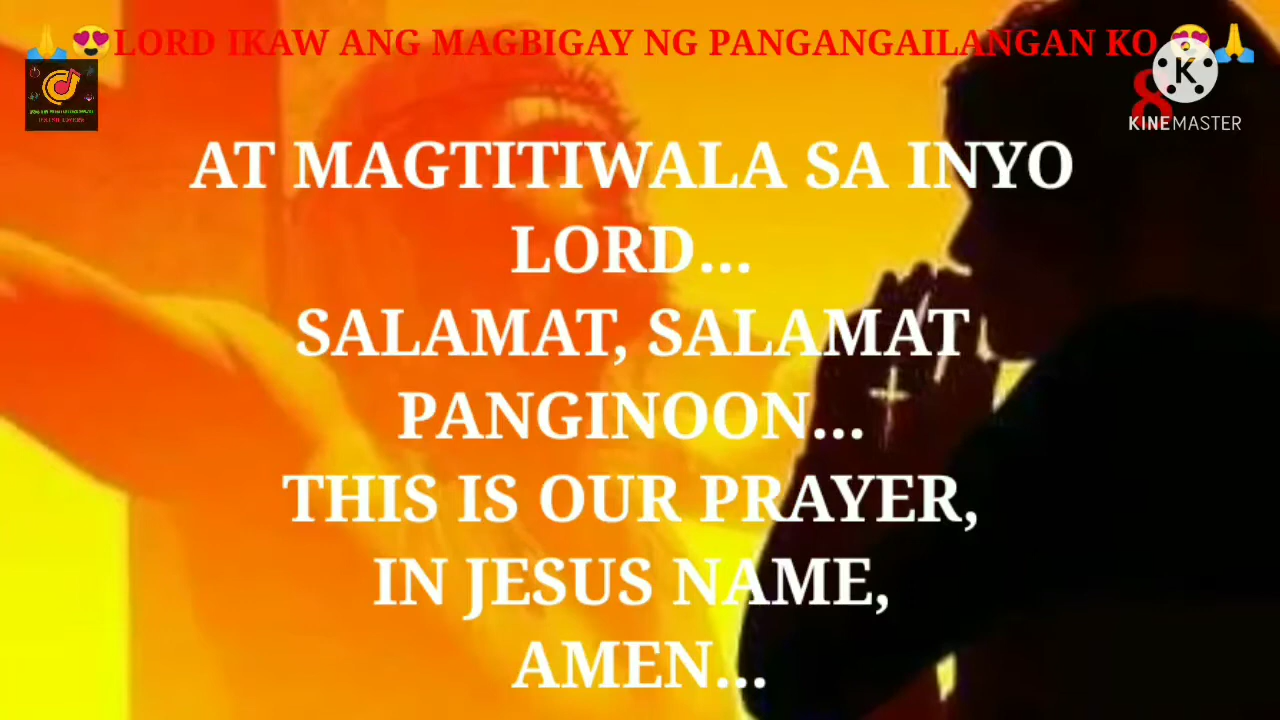 🙏😍LORD IKAW ANG MAGBIGAY NG PANGANGAILANGAN KO😍🙏
8
KINEMASTER
AT MAGTITIWALA SA INYO
LORD...
SALAMAT, SALAMAT
PANGINOON...
THIS IS OUR PRAYER,
IN JESUS NAME,
AMEN...